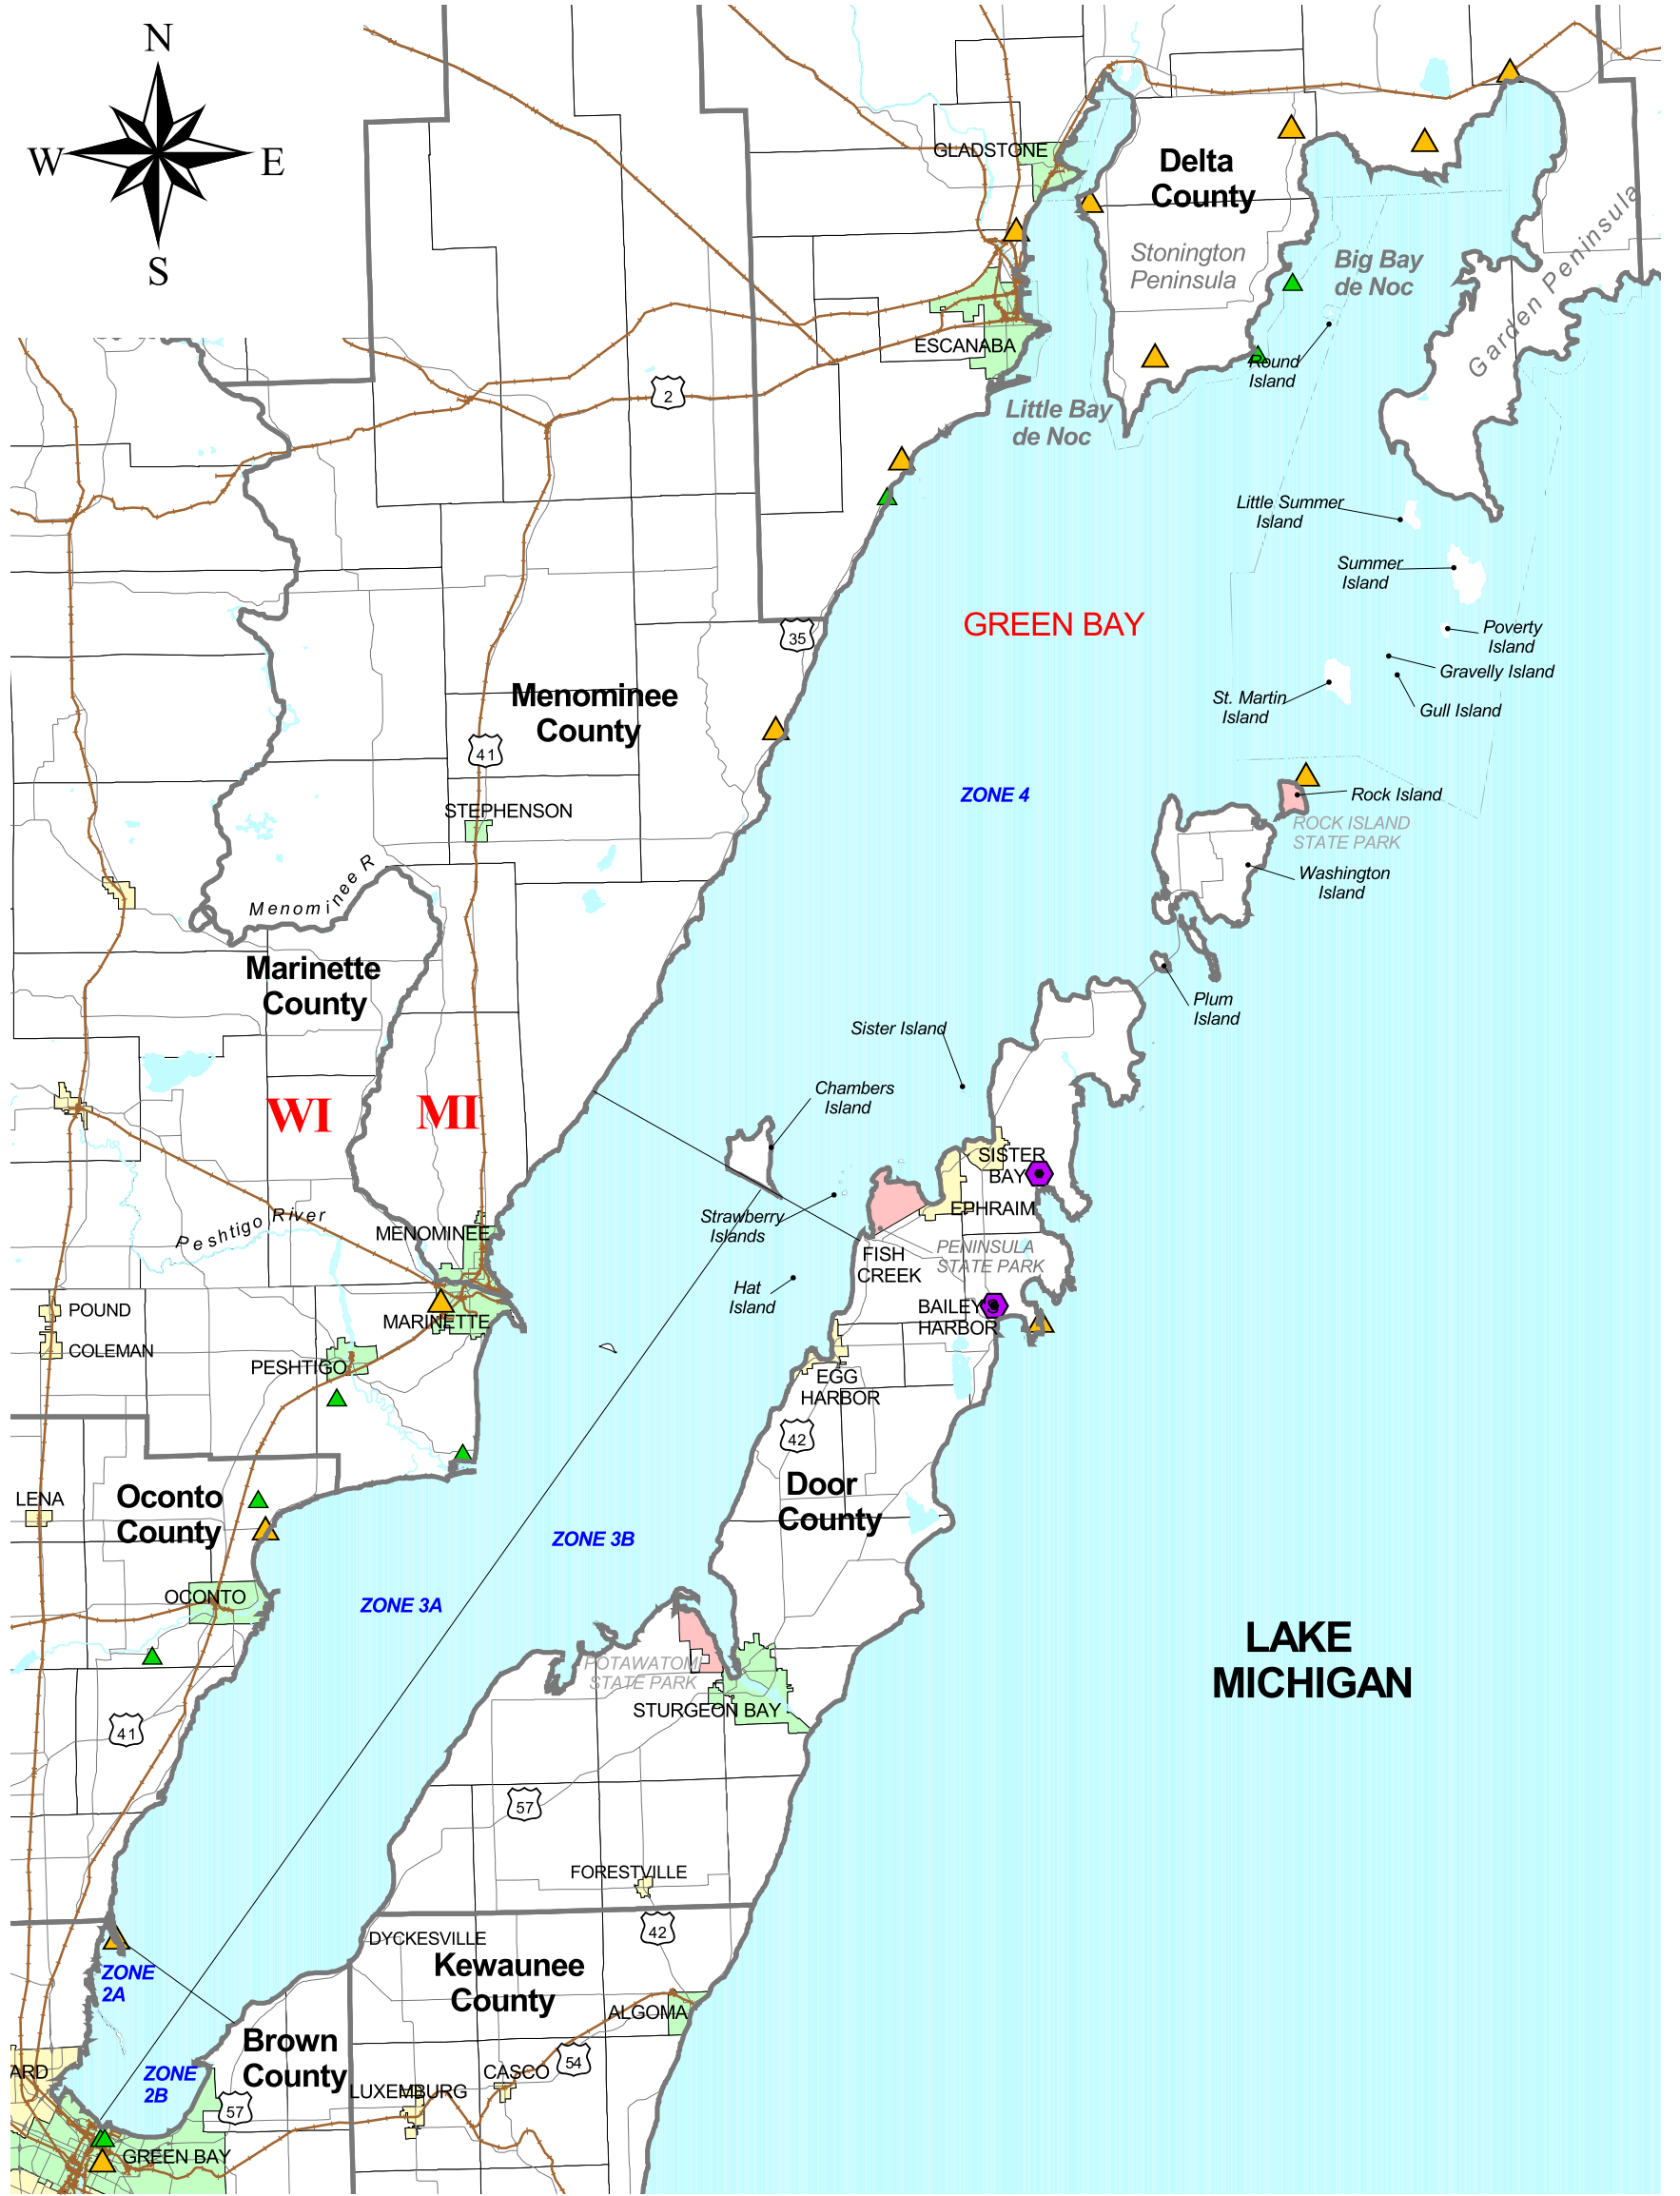 N
W
E
S
GLADSTONE
Delta
County
Stonington
Peninsula
Big Bay
de Noc
Garden Peninsula
ESCANABA
Round
Island
2
Little Bay
de Noc
Little Summer
Island
Summer
Island
GREEN BAY
35
Poverty
Island
Gravelly Island
Menominee
County
St. Martin
Island
Gull Island
41
ZONE 4
Rock Island
STEPHENSON
ROCK ISLAND
STATE PARK
Menominee R
Washington
Island
Marinette
County
Plum
Island
Sister Island
Chambers
Island
WI
MI
SISTER
BAY
Peshtigo River
Strawberry
Islands
EPHRAIM
MENOMINEE
PENINSULA
STATE PARK
FISH
CREEK
Hat
Island
POUND
MARINETTE
BAILEYS
HARBOR
COLEMAN
PESHTIGO
EGG
HARBOR
42
Door
County
LENA
Oconto
County
ZONE 3B
OCONTO
ZONE 3A
LAKE
MICHIGAN
POTAWATOMI
STATE PARK
STURGEON BAY
41
57
FORESTVILLE
42
DYCKESVILLE
Kewaunee
County
ZONE
2A
ALGOMA
Brown
County
54
ARD
ZONE
2B
CASCO
LUXEMBURG
57
GREEN BAY